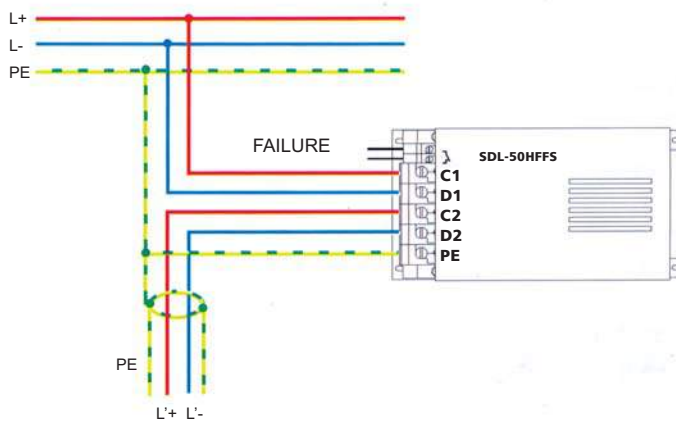 L+
L-
PE
FAILURE
SDL-50HFFS
C1
D1
C2
D2
PE
PE
L'+ L'-